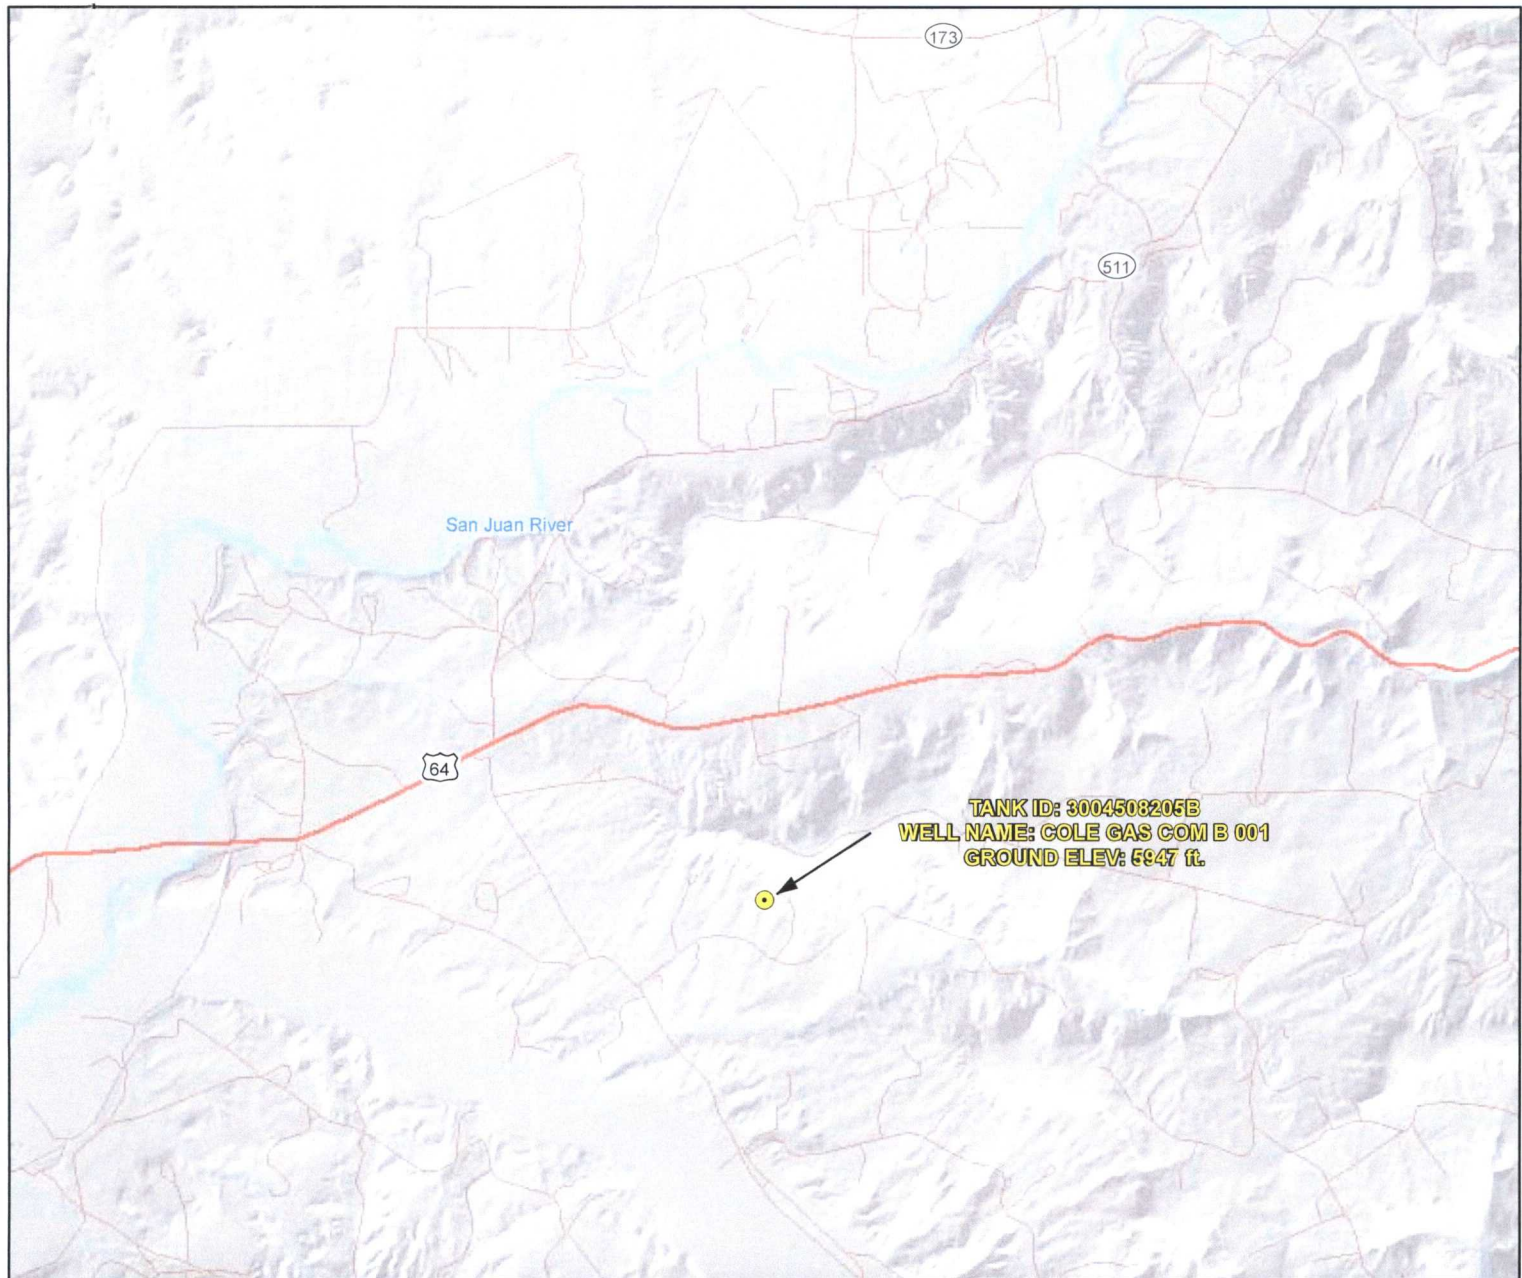 173
511
San Juan River
64
TANK ID: 3004508205B
WELL NAME: COLE GAS COM B 001
GROUND ELEV: 5947 ft.